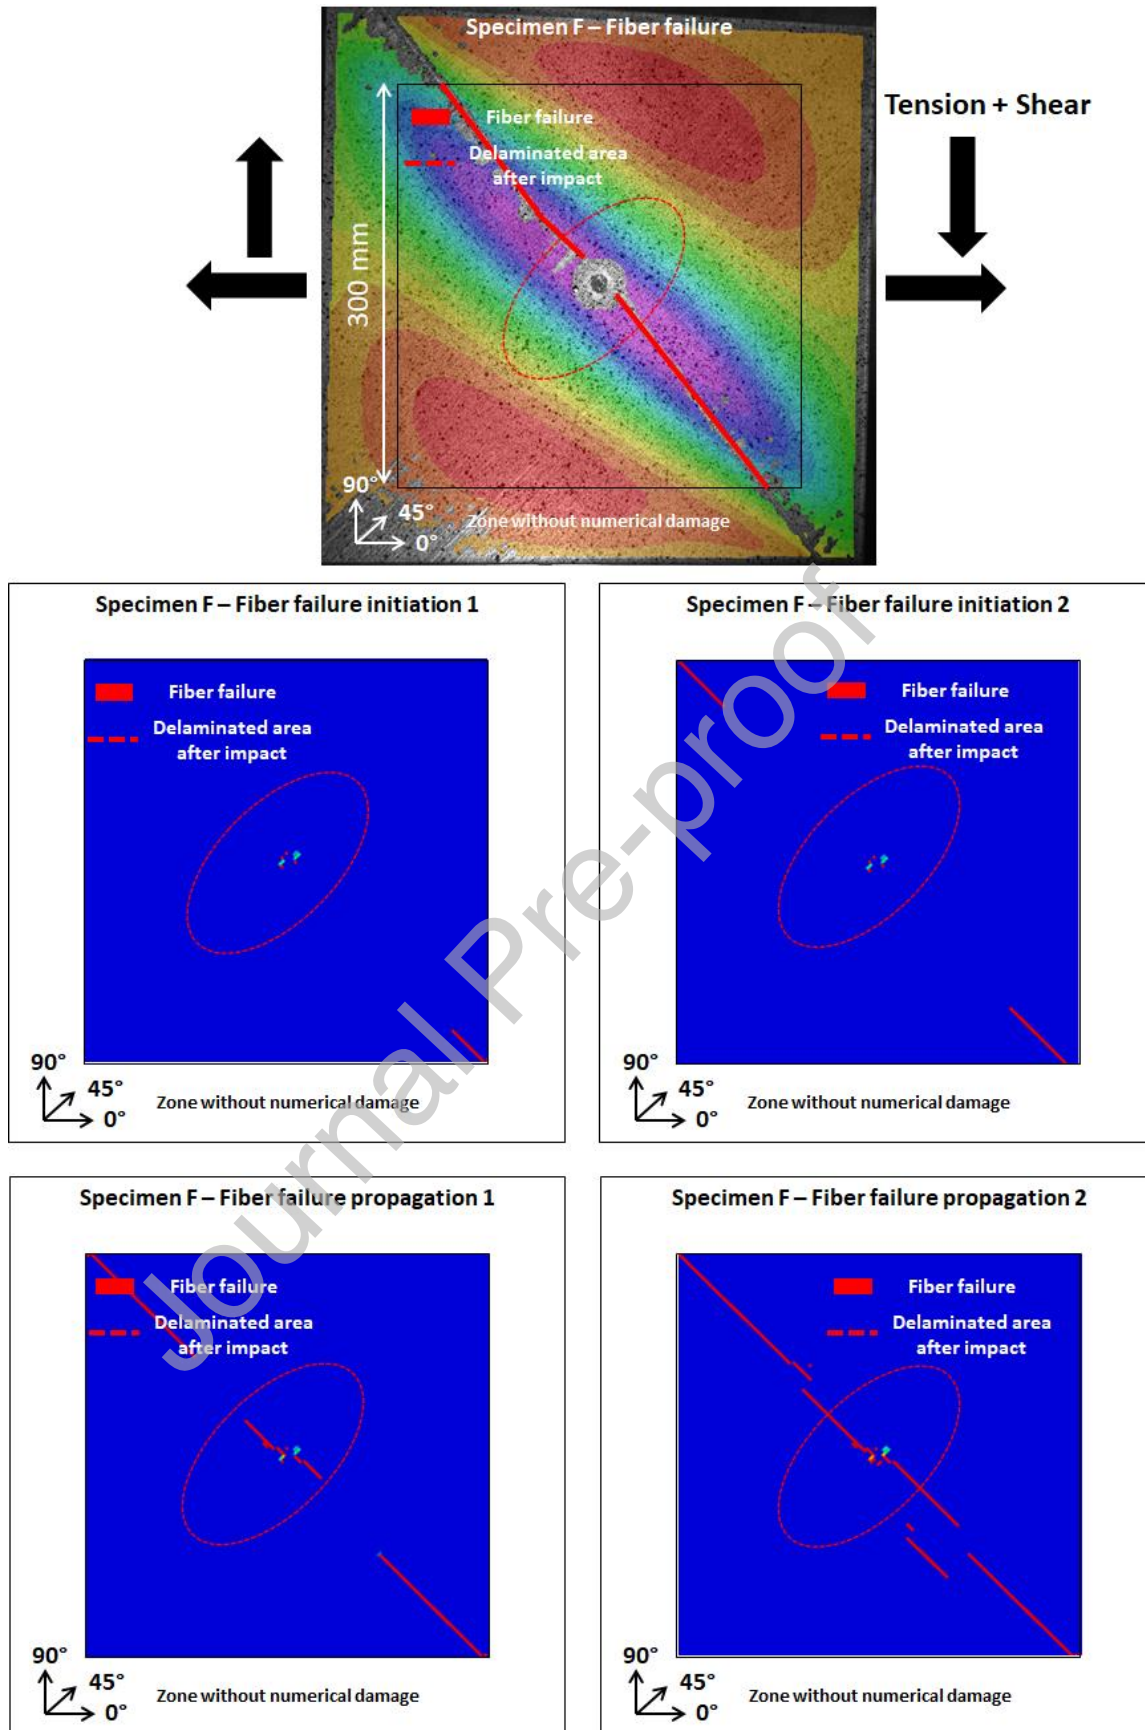 Specimen F – Fiber failure
Fiber failure
Delaminated area
after impact
Tension + Shear
300 mm
90°
45°
0°
Zone without numerical damage
Specimen F – Fiber failure initiation 1
Fiber failure
Delaminated area
after impact
90°
45°
0°
Zone without numerical damage
Specimen F – Fiber failure initiation 2
Fiber failure
Delaminated area
after impact
90°
45°
0°
Zone without numerical damage
Specimen F – Fiber failure propagation 1
Fiber failure
Delaminated area
after impact
90°
45°
0°
Zone without numerical damage
Specimen F – Fiber failure propagation 2
Fiber failure
Delaminated area
after impact
90°
45°
0°
Zone without numerical damage
Journal Pre-proof